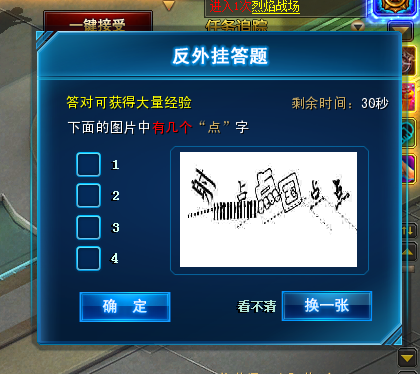 烈焰战场
一键接受
任务追踪
反外挂答题
答对可获得大量经验
剩余时间：30秒
下面的图片中有几个“点”字
1
2
3
4
射占点国点点
确定
看不清
换一张